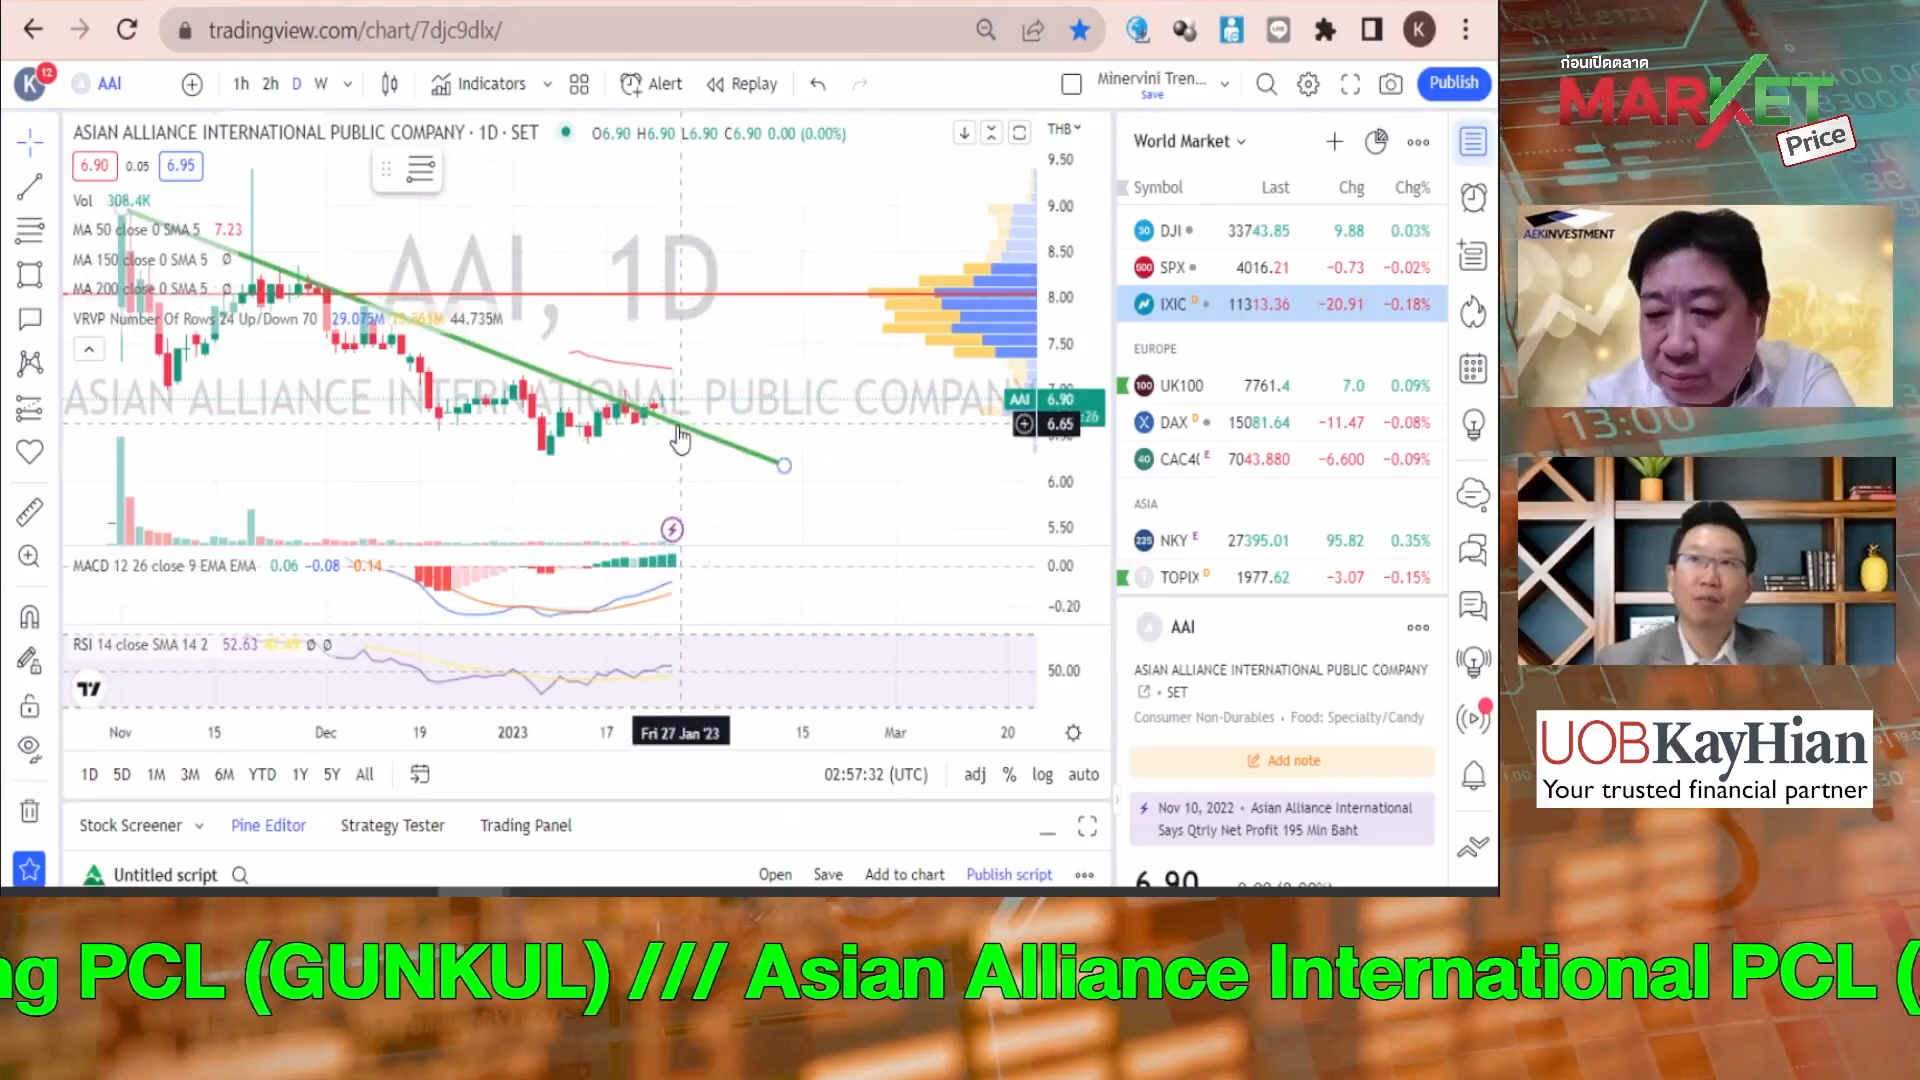 tradingview.com/chart/7djc9dlx/
K
K 12 AAI 1h 2h D W Indicators Alert Replay Minervini Tren... Save Publish
ASIAN ALLIANCE INTERNATIONAL PUBLIC COMPANY · 1D · SET O6.90 H6.90 L6.90 C6.90 0.00 (0.00%) THB
6.90 0.05 6.95
Vol 308.4K
MA 50 close 0 SMA 5 7.23
MA 150 close 0 SMA 5 Ø
MA 200 close 0 SMA 5 Ø
VRVP Number Of Rows 24 Up/Down 70 29.075M 44.735M
AAI, 1D
ASIAN ALLIANCE INTERNATIONAL PUBLIC COMPANY
9.50
9.00
8.50
8.00
7.50
7.00
AAI 6.90
6.65
6.00
5.50
MACD 12 26 close 9 EMA EMA 0.06 −0.08 −0.14
0.00
−0.20
RSI 14 close SMA 14 2 52.63 47.49 Ø Ø
50.00
Nov 15 Dec 19 2023 17 Fri 27 Jan '23 15 Mar 20
1D 5D 1M 3M 6M YTD 1Y 5Y All 02:57:32 (UTC) adj % log auto
Stock Screener Pine Editor Strategy Tester Trading Panel
Untitled script Open Save Add to chart Publish script
World Market
Symbol Last Chg Chg%
30 DJI 33743.85 9.88 0.03%
500 SPX 4016.21 −0.73 −0.02%
IXIC D 11313.36 −20.91 −0.18%
EUROPE
100 UK100 7761.4 7.0 0.09%
DAX D 15081.64 −11.47 −0.08%
40 CAC4( E 7043.880 −6.600 −0.09%
ASIA
225 NKY E 27395.01 95.82 0.35%
TOPIX D 1977.62 −3.07 −0.15%
A AAI
ASIAN ALLIANCE INTERNATIONAL PUBLIC COMPANY
• SET
Consumer Non-Durables • Food: Specialty/Candy
Add note
Nov 10, 2022 • Asian Alliance International
Says Qtrly Net Profit 195 Mln Baht
6.90
ก่อนเปิดตลาด
MARKET
Price
AEKINVESTMENT
13:00
UOBKayHian
Your trusted financial partner
ng PCL (GUNKUL) /// Asian Alliance International PCL (